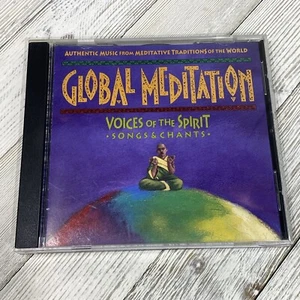 AUTHENTIC MUSIC FROM MEDITATIVE TRADITIONS OF THE WORLD
GLOBAL MEDITATION
VOICES OF THE SPIRIT
• SONGS & CHANTS •